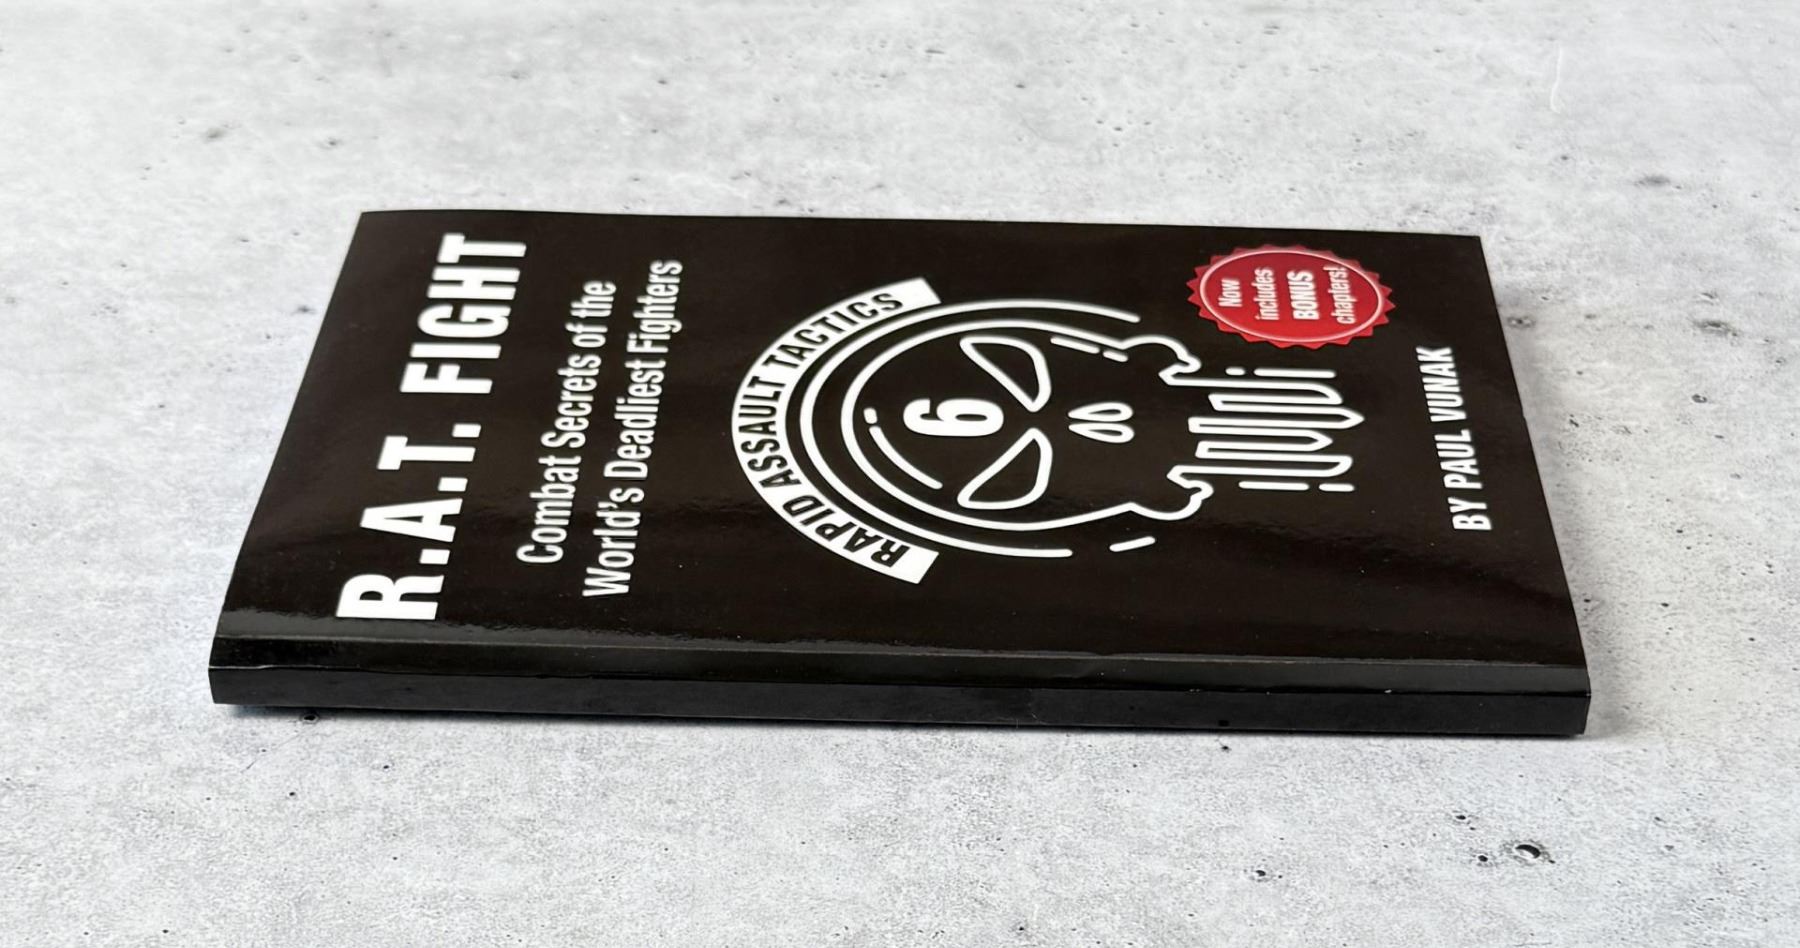 R.A.T. FIGHT
Combat Secrets of the
World's Deadliest Fighters
RAPID ASSAULT TACTICS
6
Now
includes
BONUS
chapters!
BY PAUL VUNAK